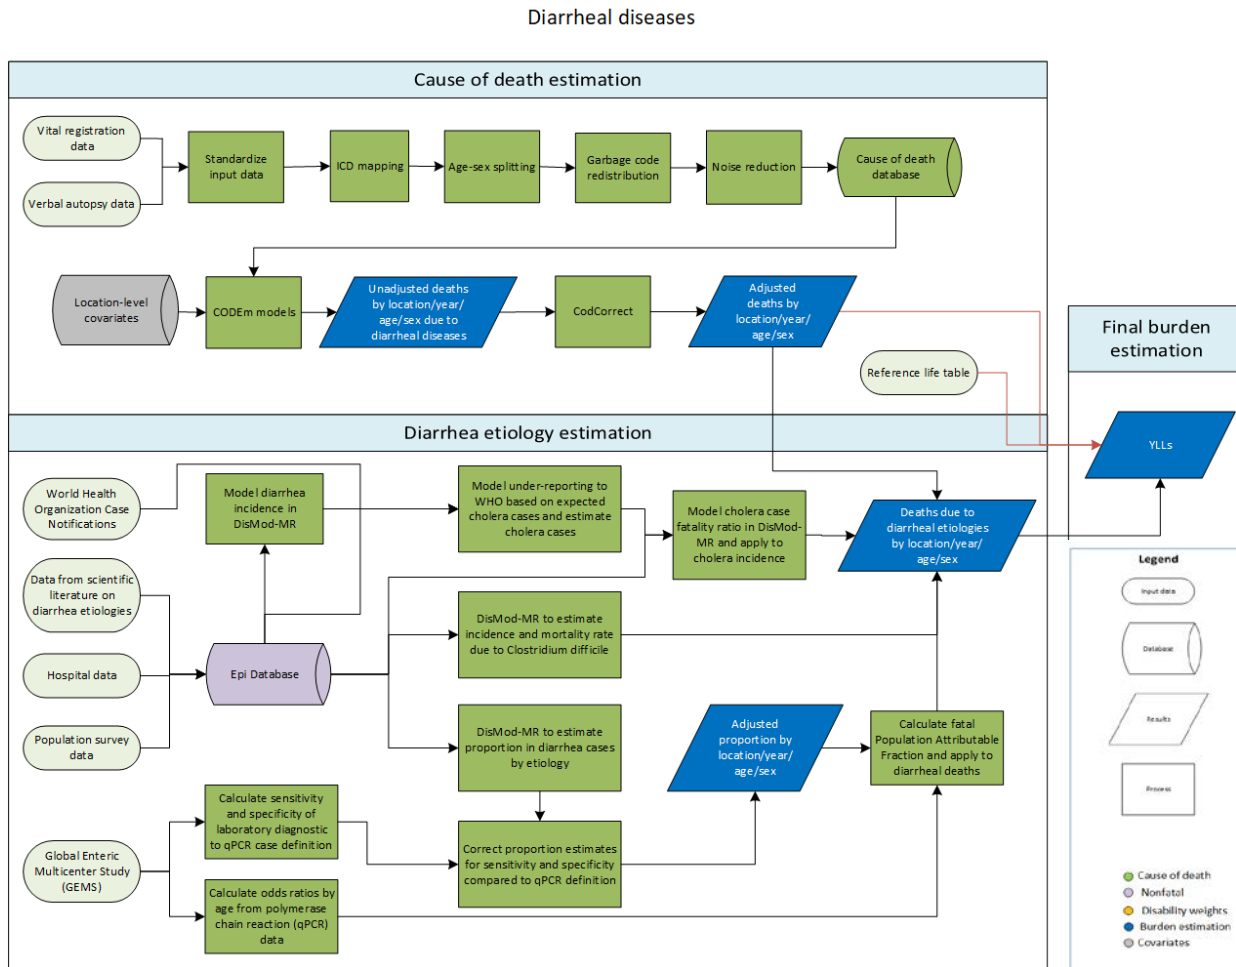 Diarrheal diseases
Cause of death estimation
Vital registration
data
Verbal autopsy data
Standardize
input data
ICD mapping
Age-sex splitting
Garbage code
redistribution
Noise reduction
Cause of death
database
Location-level
covariates
CODEm models
Unadjusted deaths
by location/year/
age/sex due to
diarrheal diseases
CodCorrect
Adjusted
deaths by
location/year/
age/sex
Reference life table
Final burden
estimation
YLLs
Diarrhea etiology estimation
World Health
Organization Case
Notifications
Data from scientific
literature on
diarrhea etiologies
Hospital data
Population survey
data
Global Enteric
Multicenter Study
(GEMS)
Model diarrhea
incidence in
DisMod-MR
Epi Database
Calculate sensitivity
and specificity of
laboratory diagnostic
to qPCR case definition
Calculate odds ratios by
age from polymerase
chain reaction (qPCR)
data
Model under-reporting to
WHO based on expected
cholera cases and estimate
cholera cases
DisMod-MR to estimate
incidence and mortality rate
due to Clostridium difficile
DisMod-MR to estimate
proportion in diarrhea cases
by etiology
Correct proportion estimates
for sensitivity and specificity
compared to qPCR definition
Model cholera case
fatality ratio in DisMod-
MR and apply to
cholera incidence
Adjusted
proportion by
location/year/
age/sex
Deaths due to
diarrheal etiologies
by location/year/
age/sex
Calculate fatal
Population Attributable
Fraction and apply to
diarrheal deaths
Legend
Input data
Database
Results
Process
Cause of death
Nonfatal
Disability weights
Burden estimation
Covariates